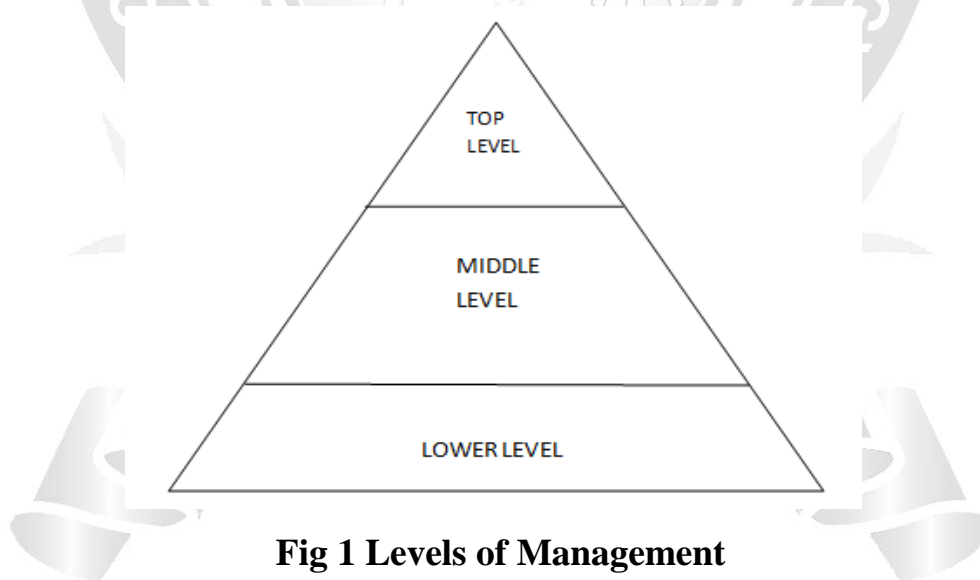 TOP
LEVEL
MIDDLE
LEVEL
LOWER LEVEL
Fig 1 Levels of Management